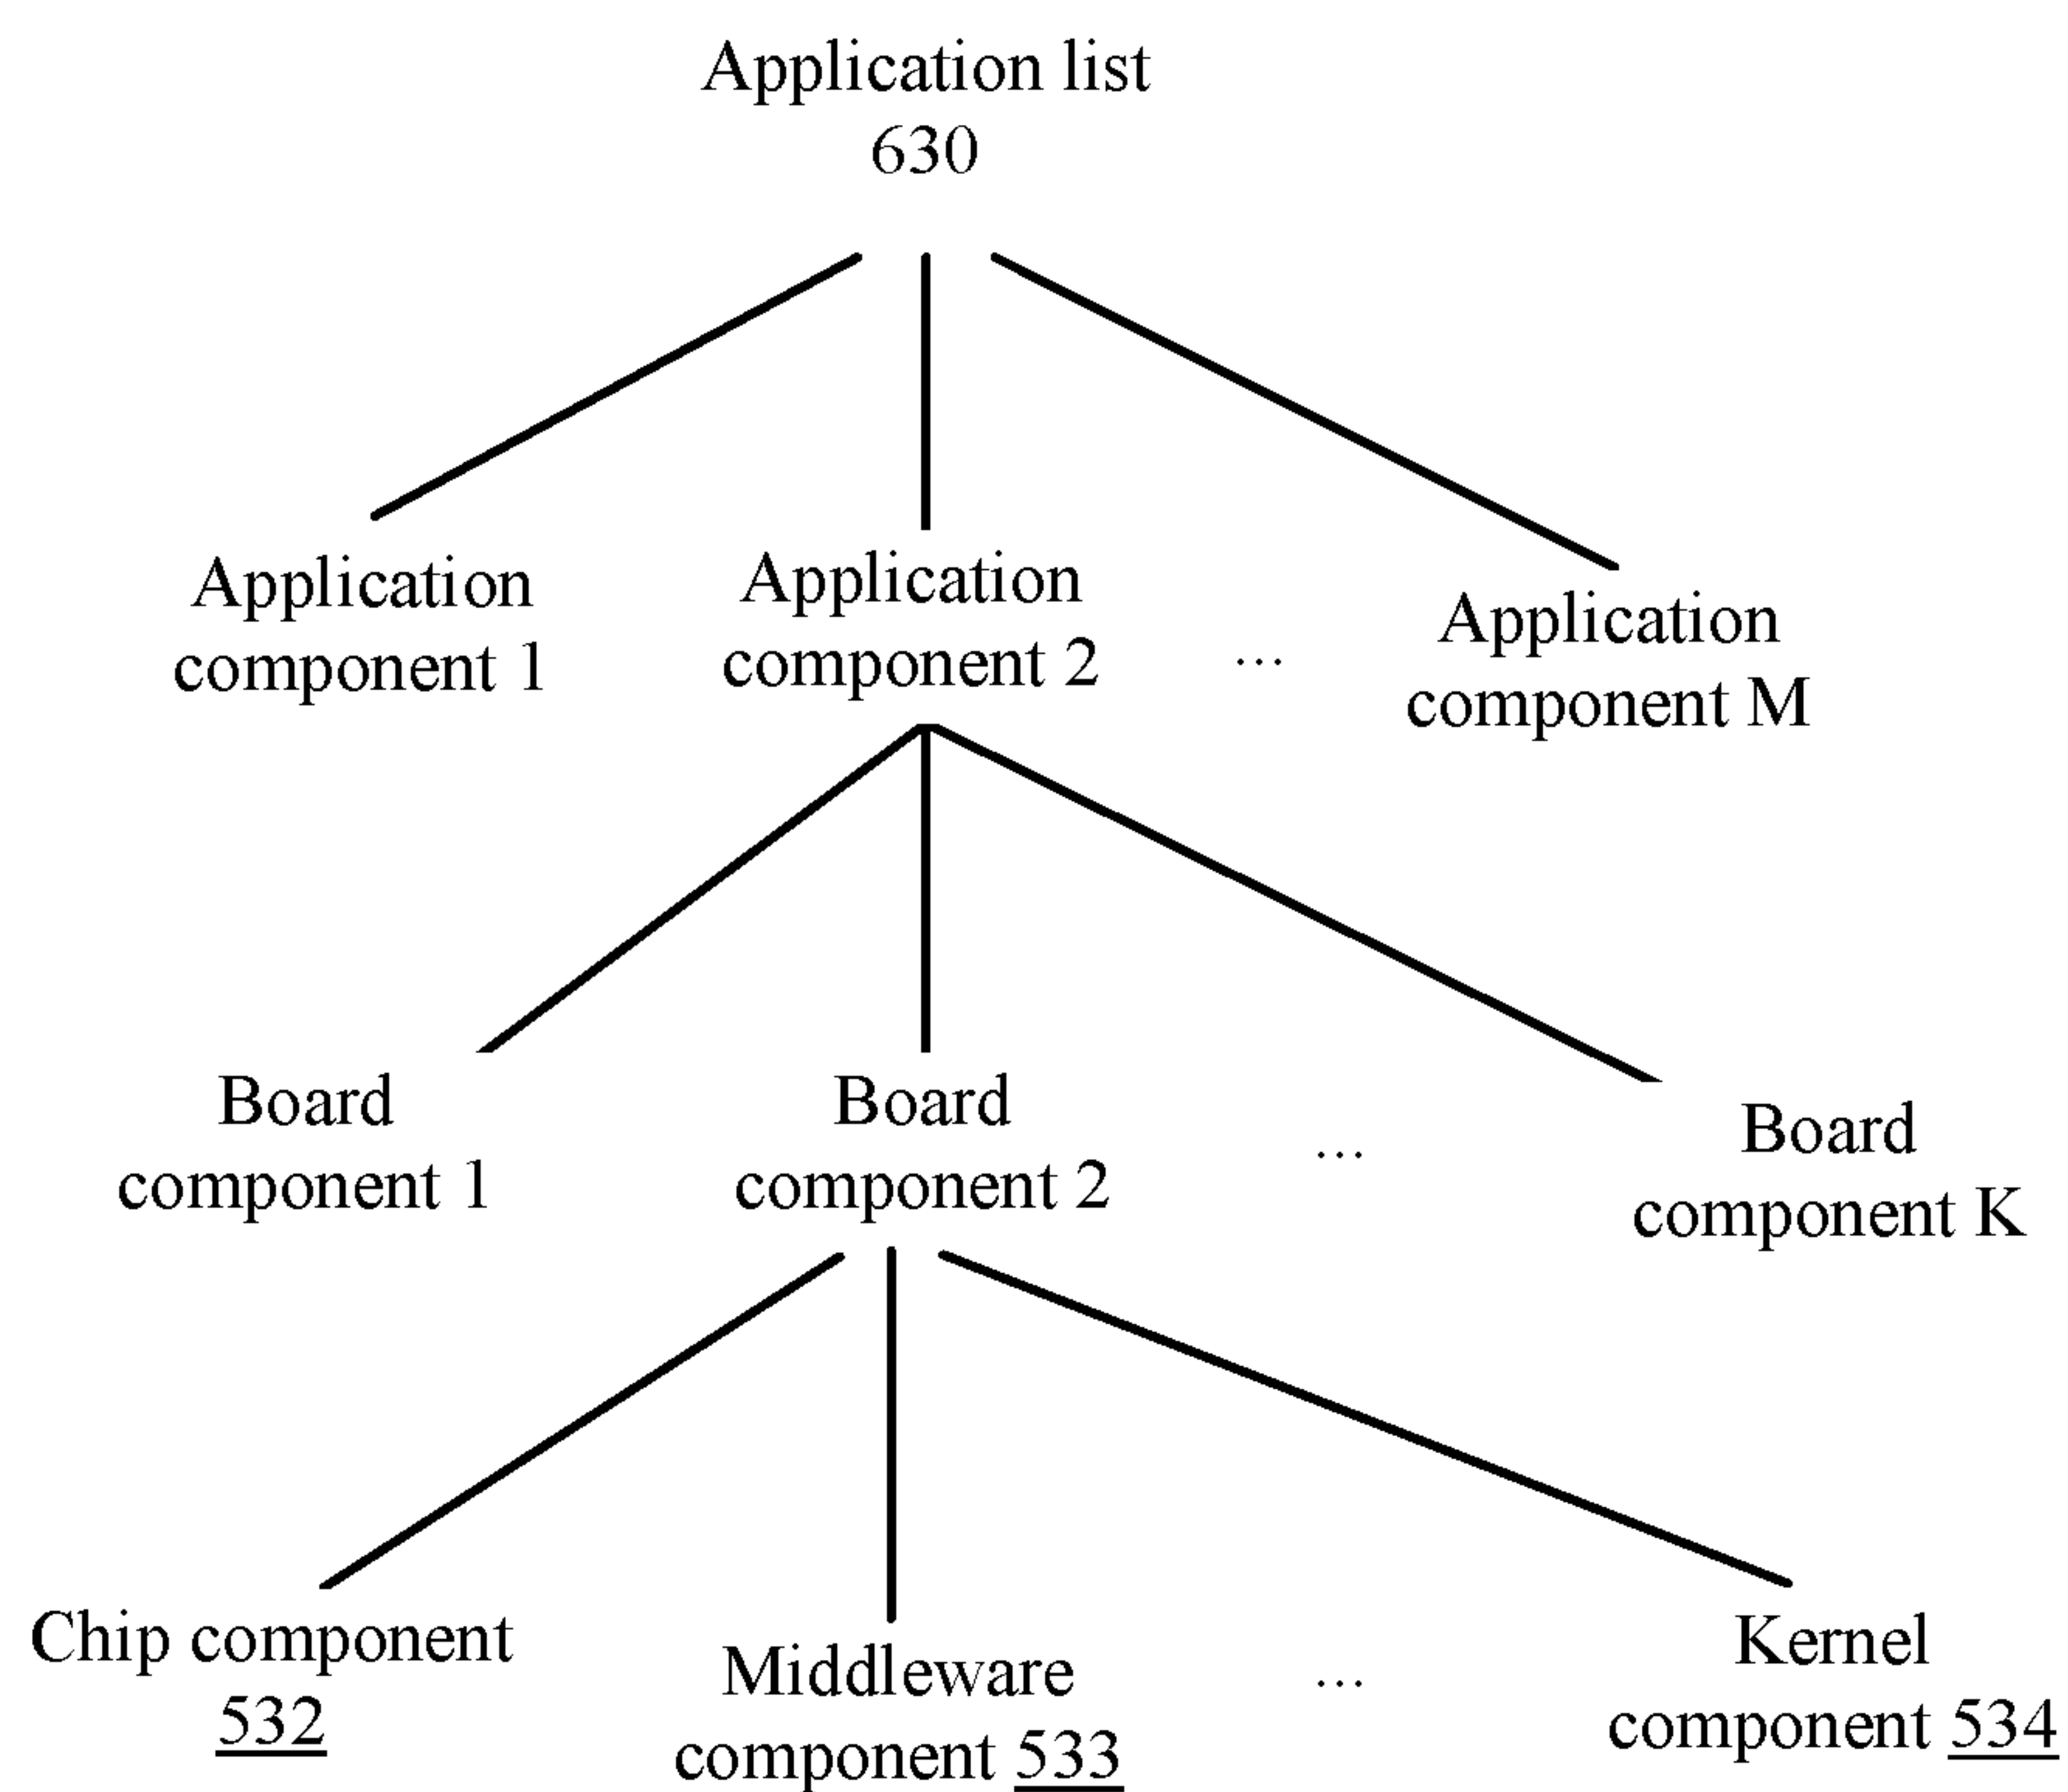 Application list
630
Application
component 1
Application
component 2
...
Application
component M
Board
component 1
Board
component 2
...
Board
component K
Chip component
532
Middleware
component 533
...
Kernel
component 534